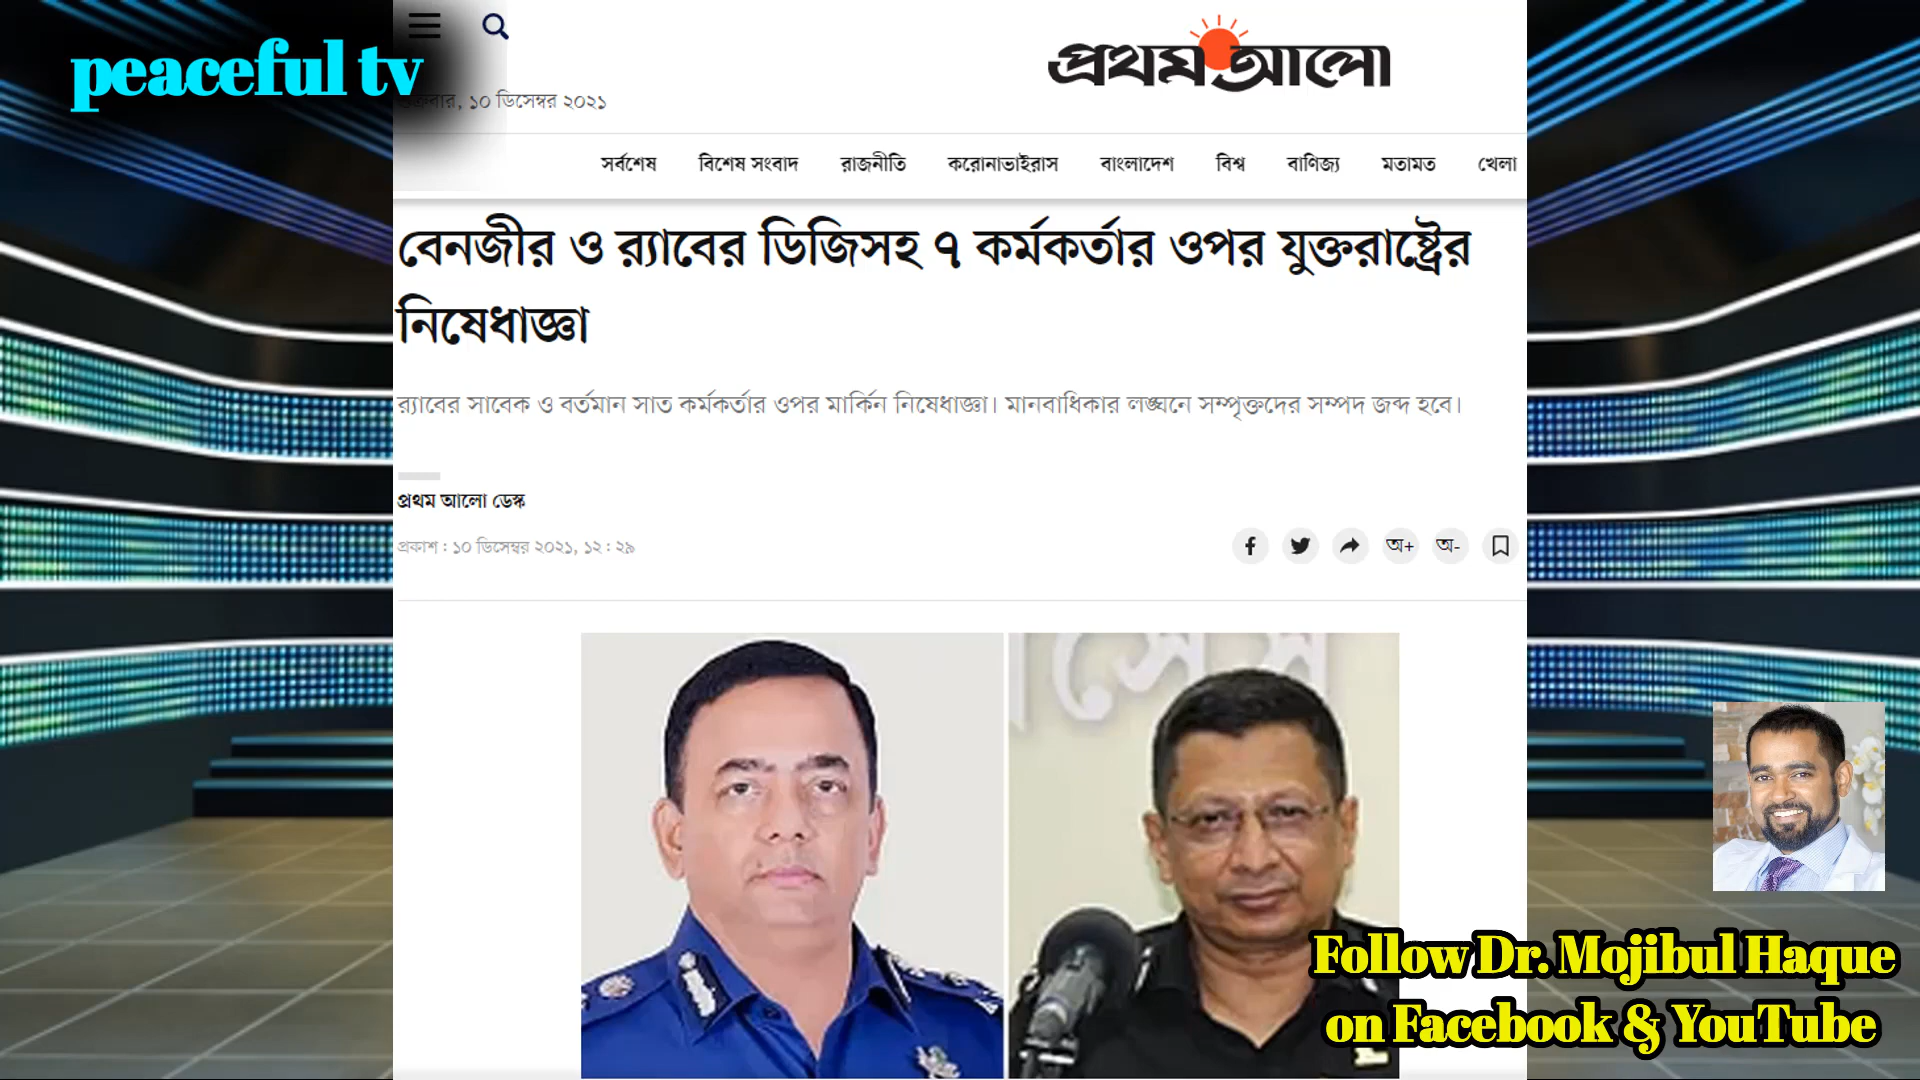 peaceful tv
প্রথম আলো
শুক্রবার, ১০ ডিসেম্বর ২০২১
সর্বশেষ বিশেষ সংবাদ রাজনীতি করোনাভাইরাস বাংলাদেশ বিশ্ব বাণিজ্য মতামত খেলা
বেনজীর ও র‍্যাবের ডিজিসহ ৭ কর্মকর্তার ওপর যুক্তরাষ্ট্রের
নিষেধাজ্ঞা
র‍্যাবের সাবেক ও বর্তমান সাত কর্মকর্তার ওপর মার্কিন নিষেধাজ্ঞা। মানবাধিকার লঙ্ঘনে সম্পৃক্তদের সম্পদ জব্দ হবে।
প্রথম আলো ডেস্ক
প্রকাশ : ১০ ডিসেম্বর ২০২১, ১২ : ২৯
অ+ অ-
Follow Dr. Mojibul Haque
on Facebook & YouTube